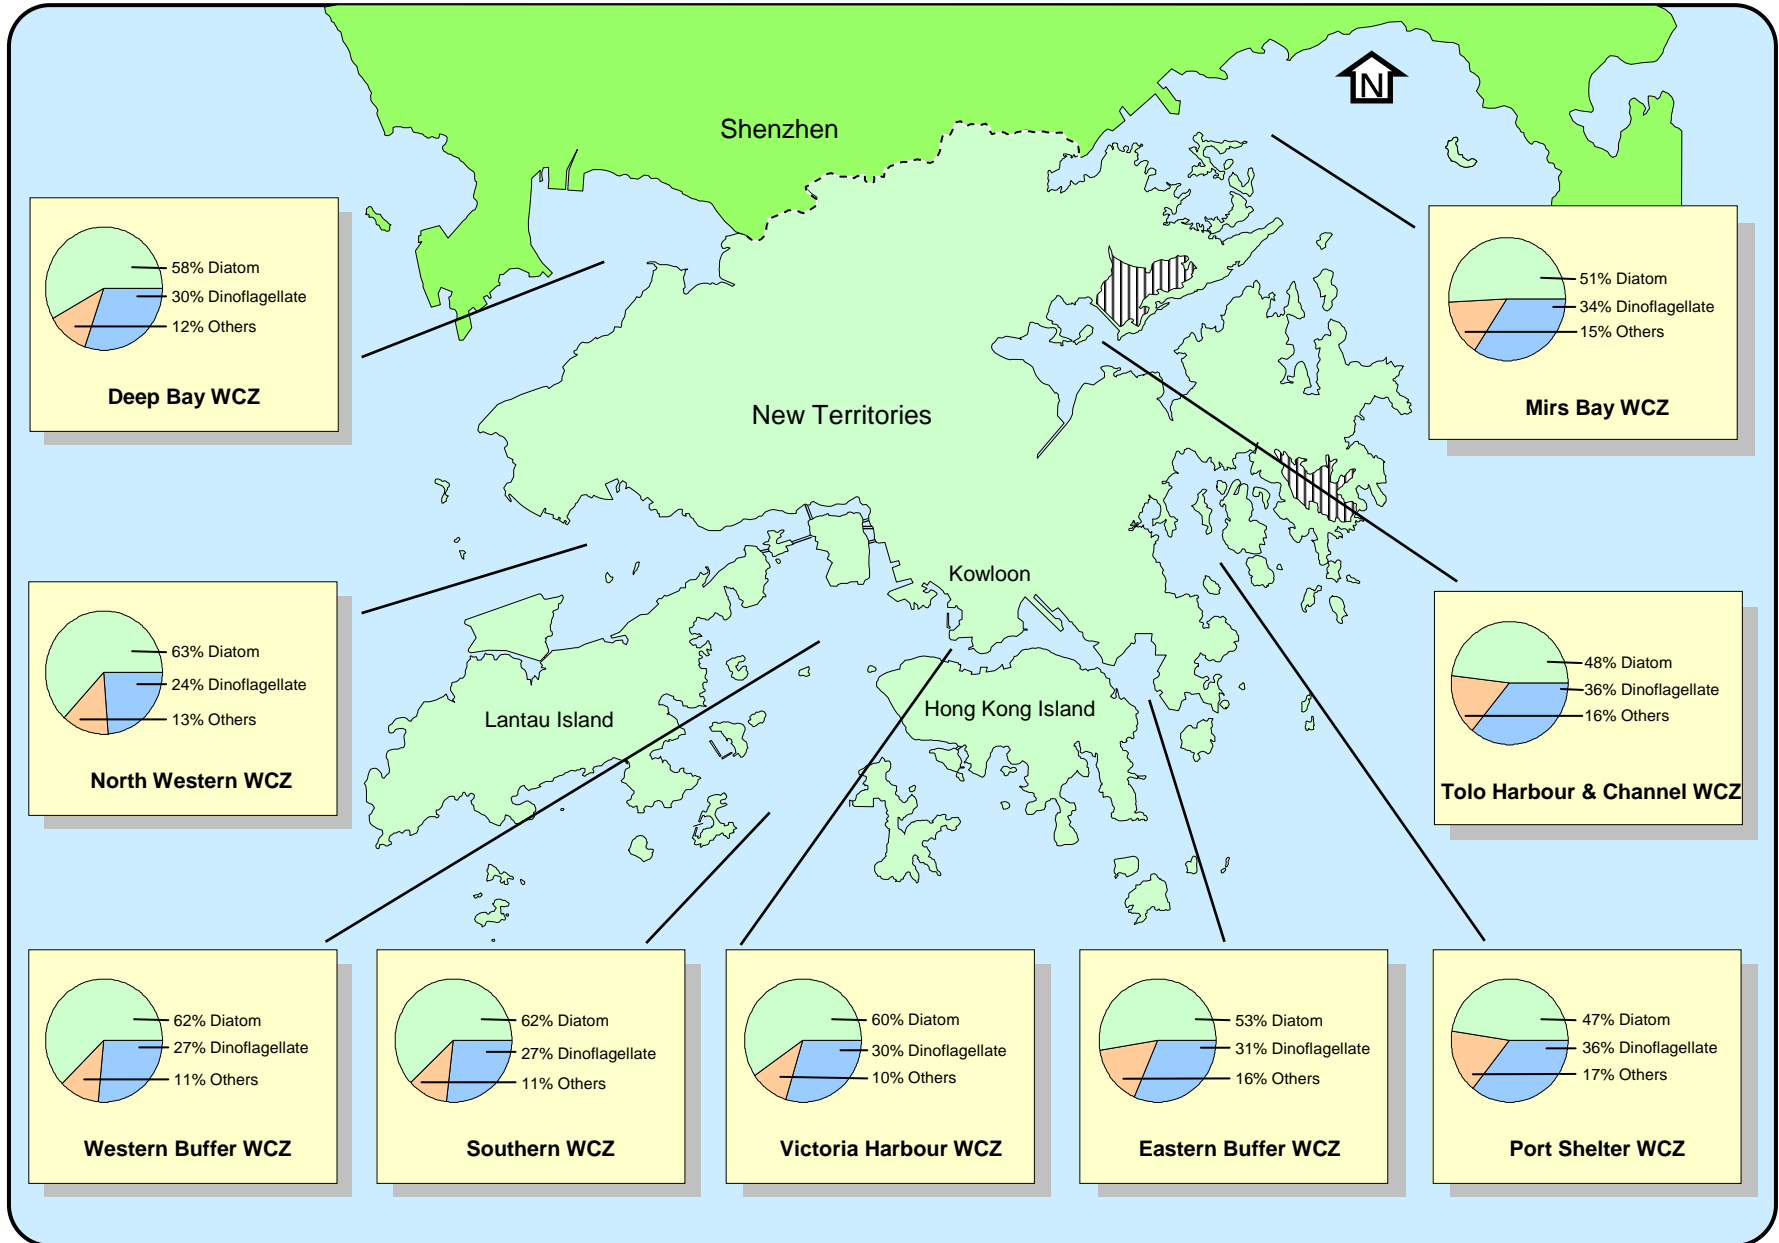 N
Shenzhen
58% Diatom
30% Dinoflagellate
12% Others
Deep Bay WCZ
51% Diatom
34% Dinoflagellate
15% Others
Mirs Bay WCZ
New Territories
Kowloon
63% Diatom
24% Dinoflagellate
13% Others
North Western WCZ
Lantau Island
Hong Kong Island
48% Diatom
36% Dinoflagellate
16% Others
Tolo Harbour & Channel WCZ
62% Diatom
27% Dinoflagellate
11% Others
Western Buffer WCZ
62% Diatom
27% Dinoflagellate
11% Others
Southern WCZ
60% Diatom
30% Dinoflagellate
10% Others
Victoria Harbour WCZ
53% Diatom
31% Dinoflagellate
16% Others
Eastern Buffer WCZ
47% Diatom
36% Dinoflagellate
17% Others
Port Shelter WCZ